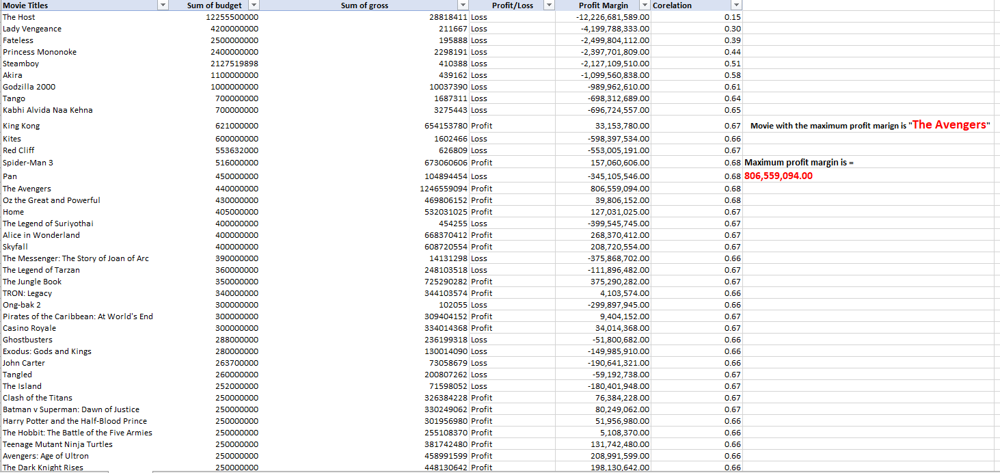 Movie Titles Sum of budget Sum of gross Profit/Loss Profit Margin Corelation
The Host 12255500000 28818411 Loss -12,226,681,589.00 0.15
Lady Vengeance 4200000000 211667 Loss -4,199,788,333.00 0.30
Fateless 2500000000 195888 Loss -2,499,804,112.00 0.39
Princess Mononoke 2400000000 2298191 Loss -2,397,701,809.00 0.44
Steamboy 2127519898 410388 Loss -2,127,109,510.00 0.51
Akira 1100000000 439162 Loss -1,099,560,838.00 0.58
Godzilla 2000 1000000000 10037390 Loss -989,962,610.00 0.61
Tango 700000000 1687311 Loss -698,312,689.00 0.64
Kabhi Alvida Naa Kehna 700000000 3275443 Loss -696,724,557.00 0.65
King Kong 621000000 654153780 Profit 33,153,780.00 0.67 Movie with the maximum profit marign is "The Avengers"
Kites 600000000 1602466 Loss -598,397,534.00 0.66
Red Cliff 553632000 626809 Loss -553,005,191.00 0.67
Spider-Man 3 516000000 673060606 Profit 157,060,606.00 0.68 Maximum profit margin is =
Pan 450000000 104894454 Loss -345,105,546.00 0.68 806,559,094.00
The Avengers 440000000 1246559094 Profit 806,559,094.00 0.68
Oz the Great and Powerful 430000000 469806152 Profit 39,806,152.00 0.68
Home 405000000 532031025 Profit 127,031,025.00 0.67
The Legend of Suriyothai 400000000 454255 Loss -399,545,745.00 0.67
Alice in Wonderland 400000000 668370412 Profit 268,370,412.00 0.67
Skyfall 400000000 608720554 Profit 208,720,554.00 0.67
The Messenger: The Story of Joan of Arc 390000000 14131298 Loss -375,868,702.00 0.66
The Legend of Tarzan 360000000 248103518 Loss -111,896,482.00 0.67
The Jungle Book 350000000 725290282 Profit 375,290,282.00 0.67
TRON: Legacy 340000000 344103574 Profit 4,103,574.00 0.66
Ong-bak 2 300000000 102055 Loss -299,897,945.00 0.66
Pirates of the Caribbean: At World's End 300000000 309404152 Profit 9,404,152.00 0.67
Casino Royale 300000000 334014368 Profit 34,014,368.00 0.67
Ghostbusters 288000000 236199318 Loss -51,800,682.00 0.66
Exodus: Gods and Kings 280000000 130014090 Loss -149,985,910.00 0.66
John Carter 263700000 73058679 Loss -190,641,321.00 0.66
Tangled 260000000 200807262 Loss -59,192,738.00 0.67
The Island 252000000 71598052 Loss -180,401,948.00 0.67
Clash of the Titans 250000000 326384228 Profit 76,384,228.00 0.67
Batman v Superman: Dawn of Justice 250000000 330249062 Profit 80,249,062.00 0.67
Harry Potter and the Half-Blood Prince 250000000 301956980 Profit 51,956,980.00 0.66
The Hobbit: The Battle of the Five Armies 250000000 255108370 Profit 5,108,370.00 0.66
Teenage Mutant Ninja Turtles 250000000 381742480 Profit 131,742,480.00 0.66
Avengers: Age of Ultron 250000000 458991599 Profit 208,991,599.00 0.66
The Dark Knight Rises 250000000 448130642 Profit 198,130,642.00 0.66